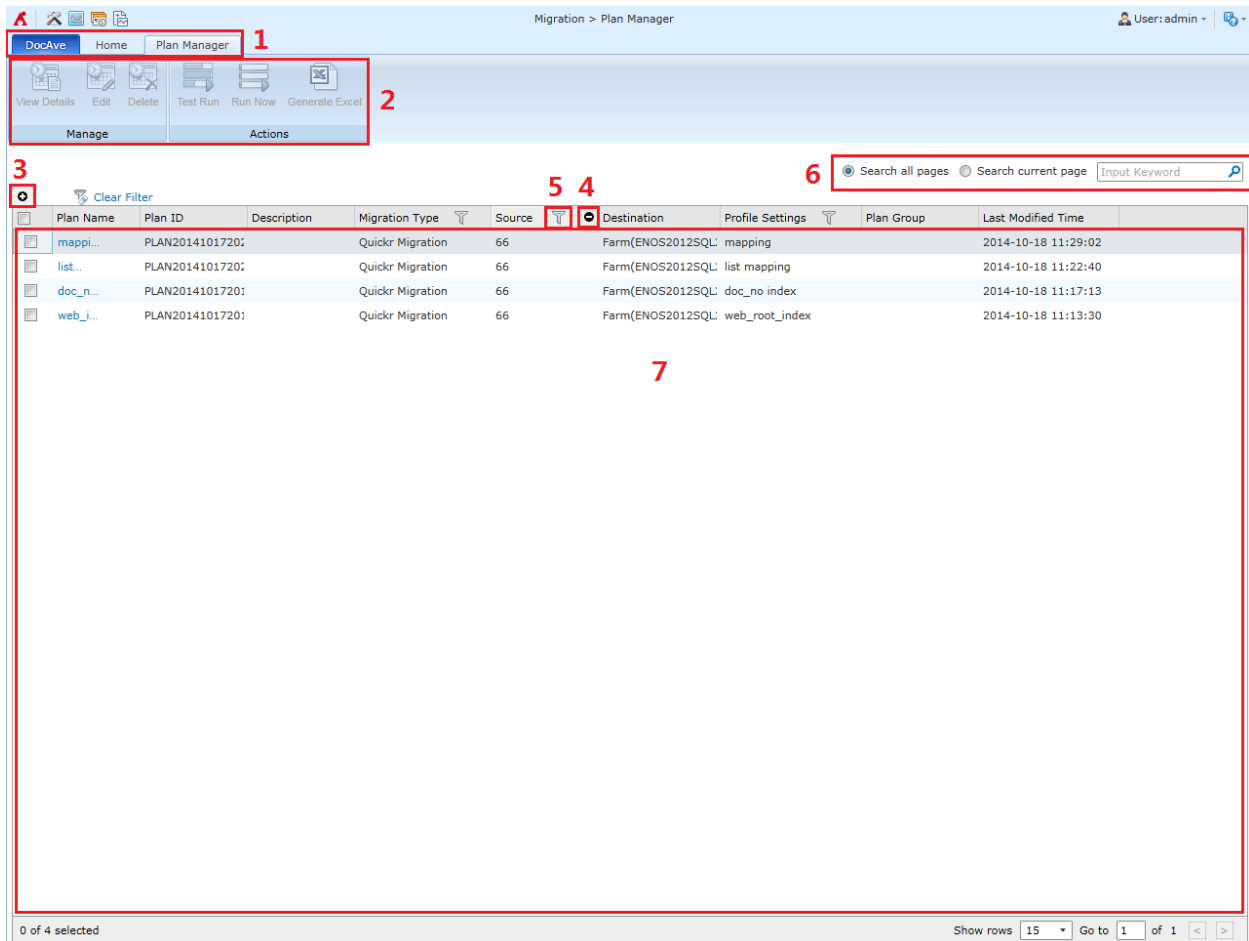 Migration > Plan Manager
User: admin
DocAve Home Plan Manager 1
View Details Edit Delete Test Run Run Now Generate Excel 2
Manage Actions
3 5 4 6 Search all pages Search current page Input Keyword
Clear Filter
Plan Name Plan ID Description Migration Type Source Destination Profile Settings Plan Group Last Modified Time
mappi... PLAN20141017202 Quickr Migration 66 Farm(ENOS2012SQL: mapping 2014-10-18 11:29:02
list... PLAN20141017202 Quickr Migration 66 Farm(ENOS2012SQL: list mapping 2014-10-18 11:22:40
doc_n... PLAN20141017201 Quickr Migration 66 Farm(ENOS2012SQL: doc_no index 2014-10-18 11:17:13
web_i... PLAN20141017201 Quickr Migration 66 Farm(ENOS2012SQL: web_root_index 2014-10-18 11:13:30
7
0 of 4 selected Show rows 15 Go to 1 of 1 < >